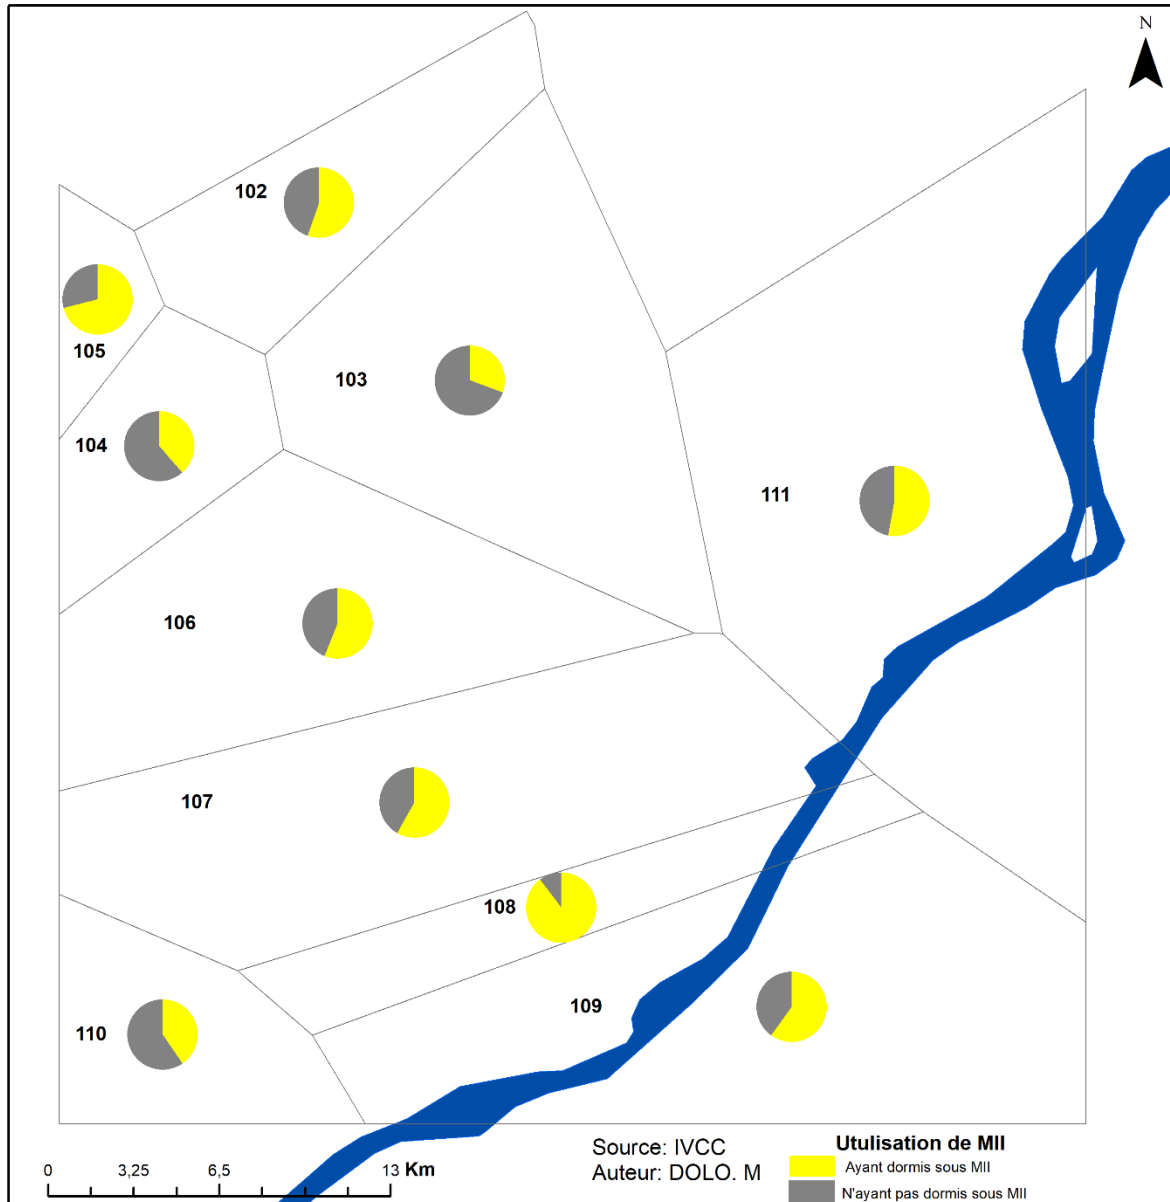 N
102
105
103
104
111
106
107
108
109
110
Source: IVCC
Auteur: DOLO. M
Utulisation de MII
Ayant dormis sous MII
N'ayant pas dormis sous MII
0 3,25 6,5 13 Km